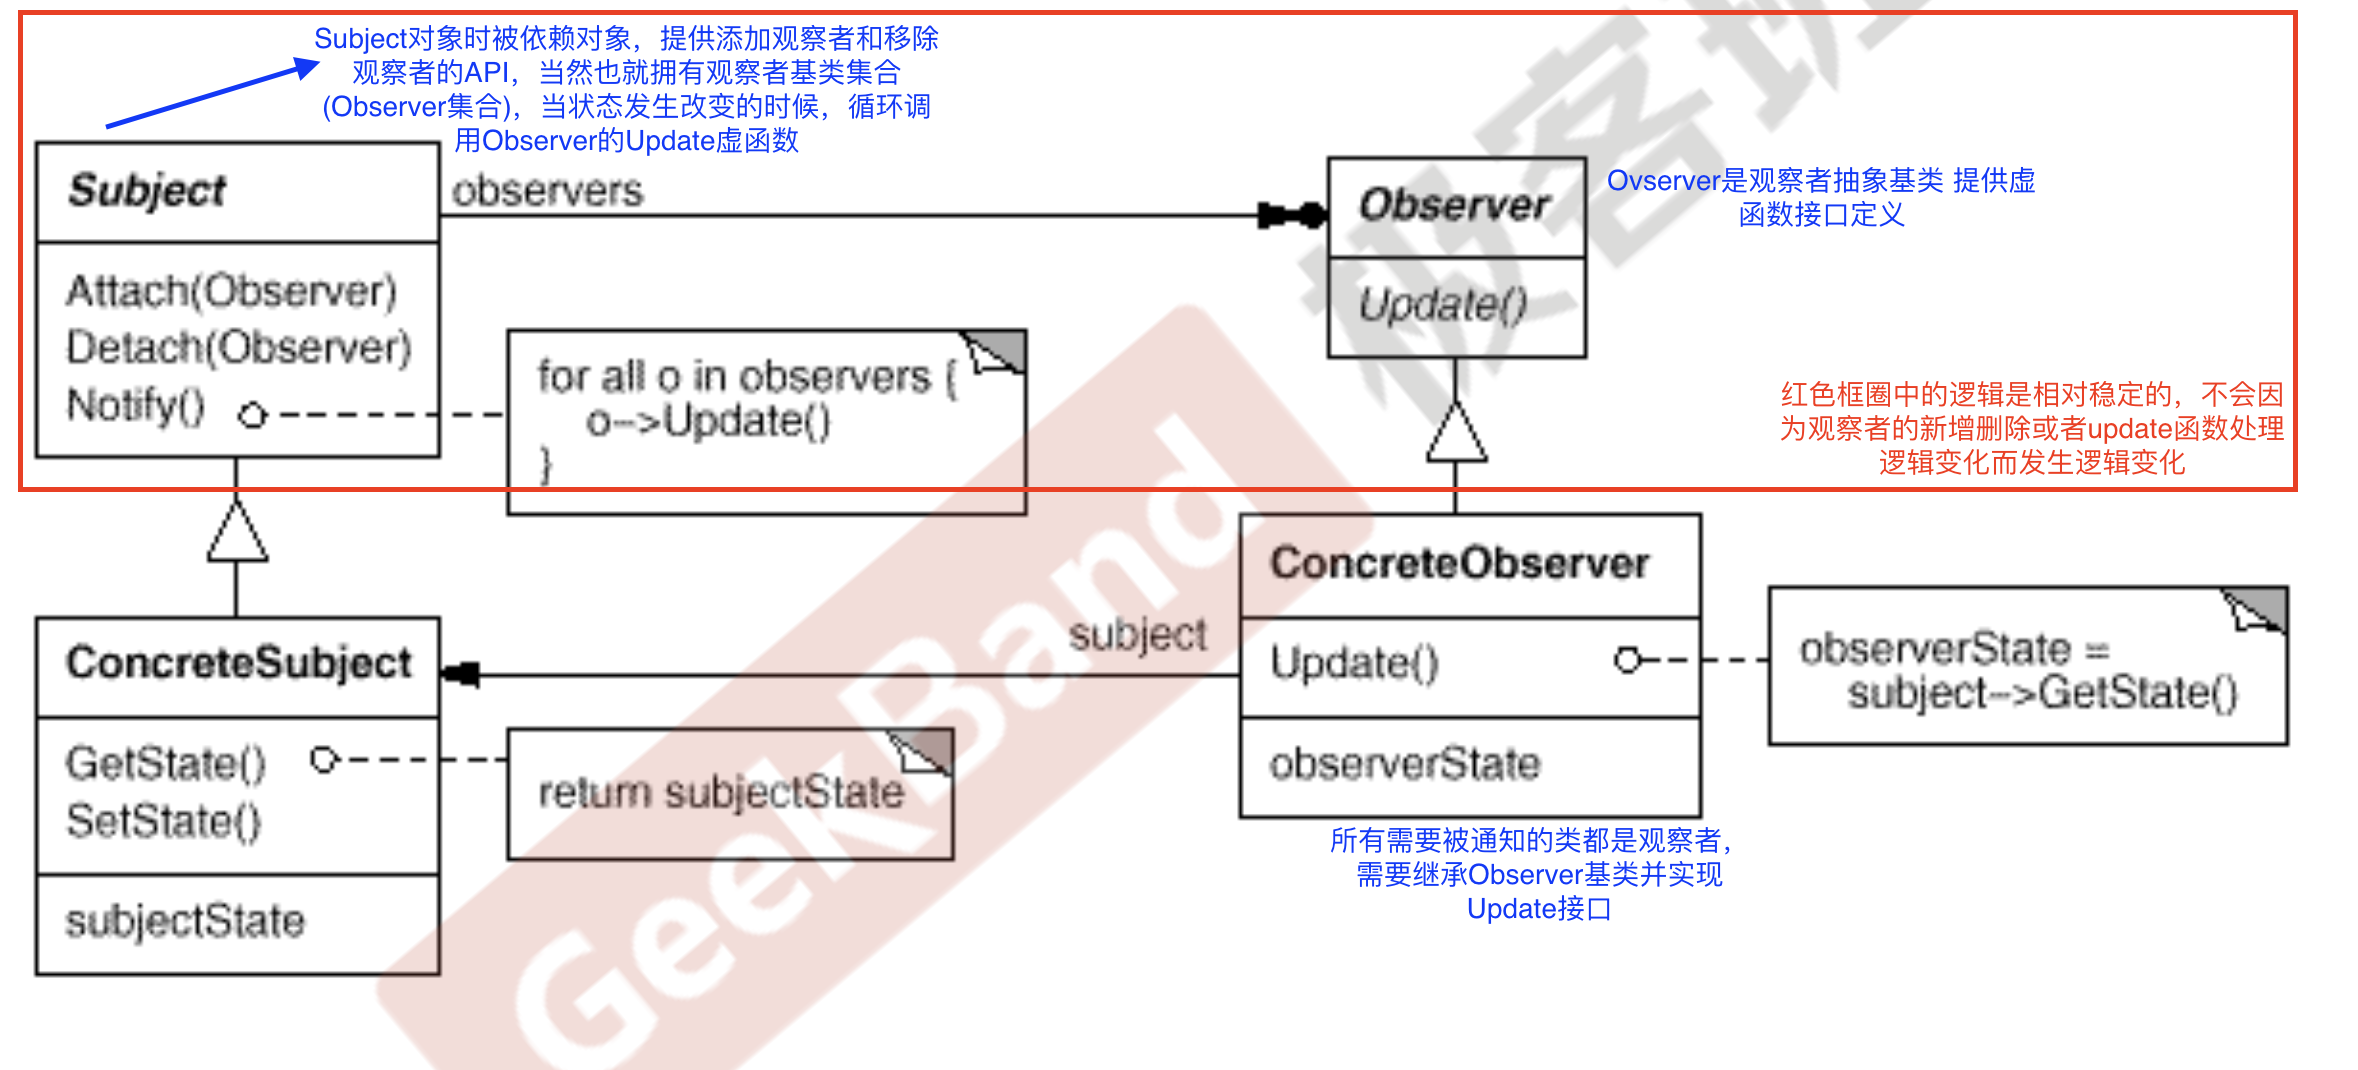 Subject对象时被依赖对象，提供添加观察者和移除
观察者的API，当然也就拥有观察者基类集合
(Observer集合)，当状态发生改变的时候，循环调
用Observer的Update虚函数
Subject
observers
Attach(Observer)
Detach(Observer)
Notify()
for all o in observers {
o->Update()
}
Observer
Update()
Ovserver是观察者抽象基类 提供虚
函数接口定义
红色框圈中的逻辑是相对稳定的，不会因
为观察者的新增删除或者update函数处理
逻辑变化而发生逻辑变化
ConcreteSubject
GetState()
SetState()
subjectState
return subjectState
subject
ConcreteObserver
Update()
observerState
observerState =
subject->GetState()
所有需要被通知的类都是观察者，
需要继承Observer基类并实现
Update接口
GeekBand
极客班